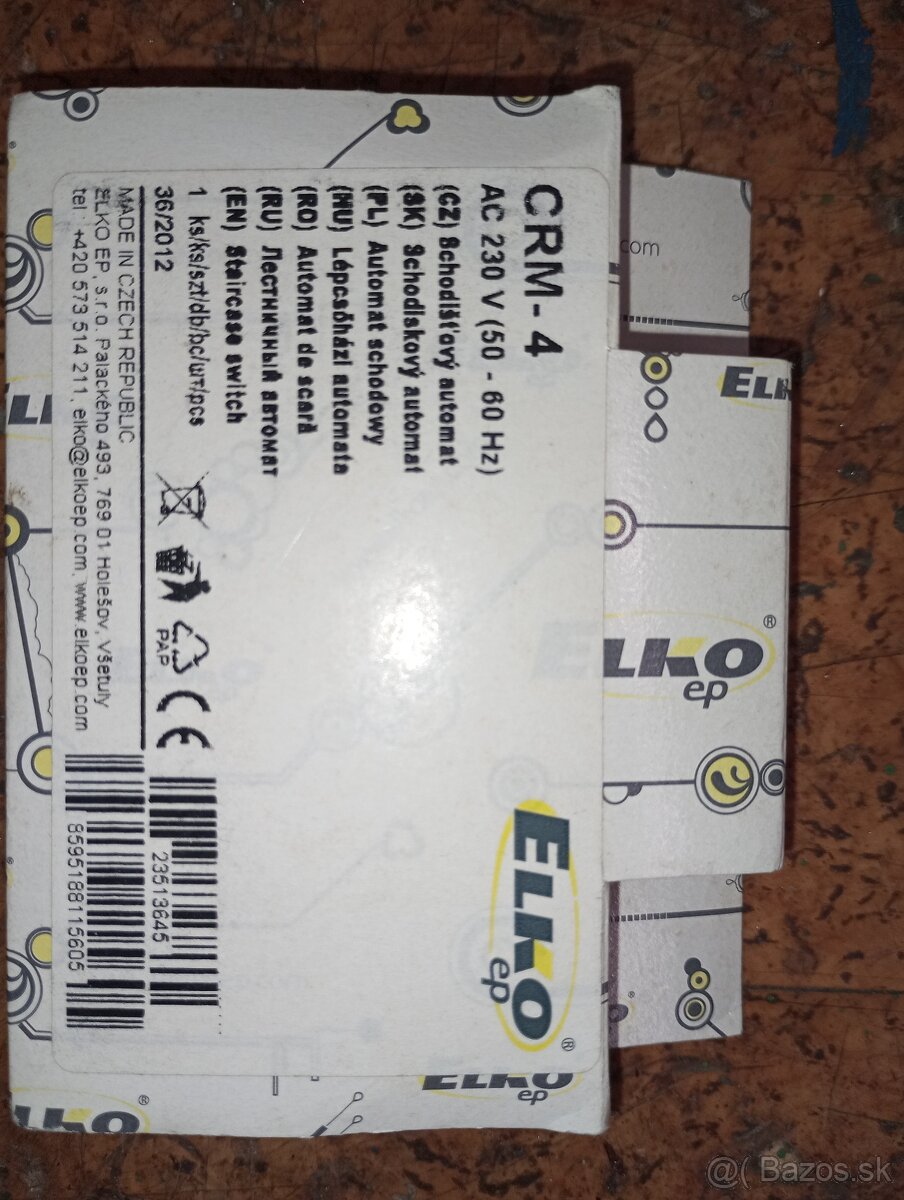 CRM-4
AC 230 V (50 - 60 Hz)
(CZ) Schodišťový automat
(SK) Schodiskový automat
(PL) Automat schodowy
(HU) Lépcsőházi automata
(RO) Automat de scară
(RU) Лестничный автомат
(EN) Staircase switch
1 ks/ks/szt/db/bc/шт/pcs
36/2012
PAP
CE
MADE IN CZECH REPUBLIC
ELKO EP, s.r.o. Palackého 493, 769 01 Holešov, Všetuly
tel: +420 573 514 211, elko@elkoep.com, www.elkoep.com
23513645
8595188115605
ELKO
ep
®
com
ELKO
ep
®
ELKO
ep
ELKO
®
@( Bazos.sk